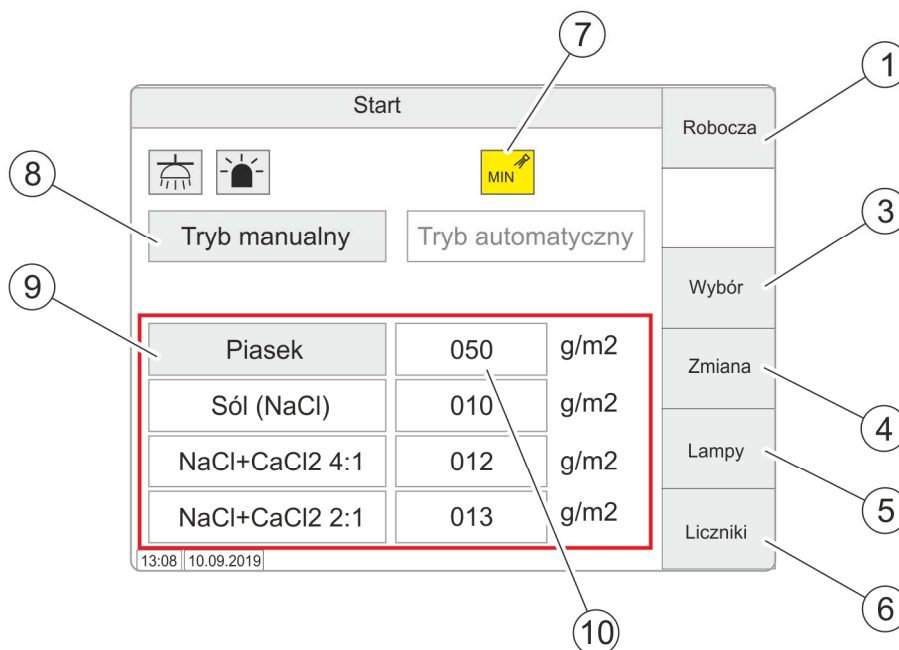 7
1
Start
Robocza
8
MIN
3
Tryb manualny
Tryb automatyczny
9
Wybór
Piasek 050 g/m2
Zmiana
Sól (NaCl) 010 g/m2
4
NaCl+CaCl2 4:1 012 g/m2
Lampy
5
NaCl+CaCl2 2:1 013 g/m2
Liczniki
13:08 10.09.2019
6
10